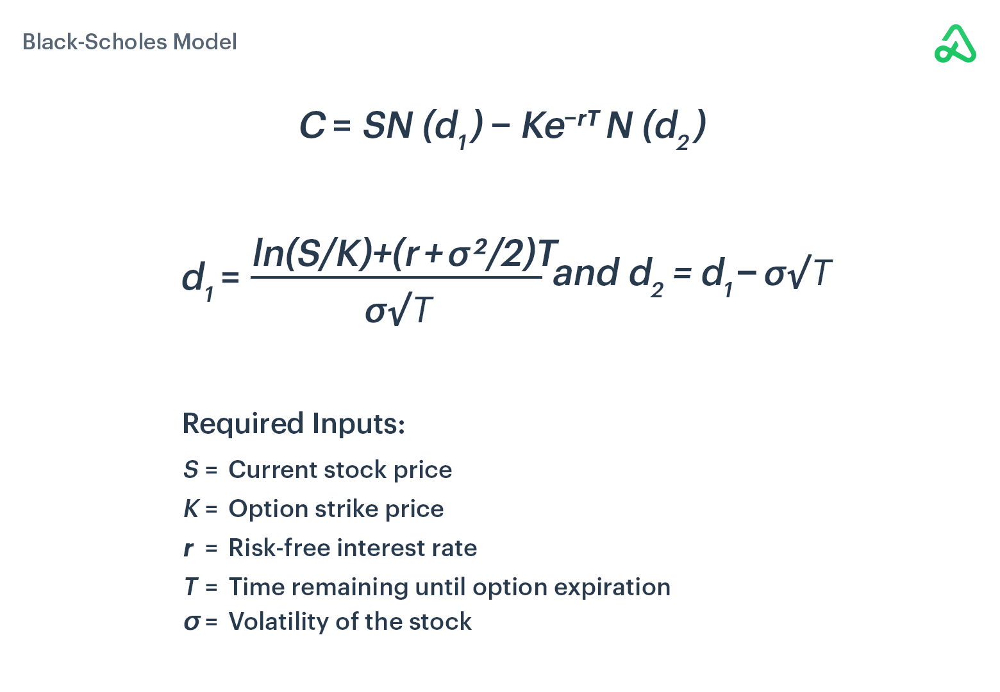 Black-Scholes Model
C = SN (d₁) − Ke⁻ʳᵀ N (d₂)
d₁ = ln(S/K)+(r+σ²/2)T / σ√T and d₂ = d₁ − σ√T
Required Inputs:
S = Current stock price
K = Option strike price
r = Risk-free interest rate
T = Time remaining until option expiration
σ = Volatility of the stock